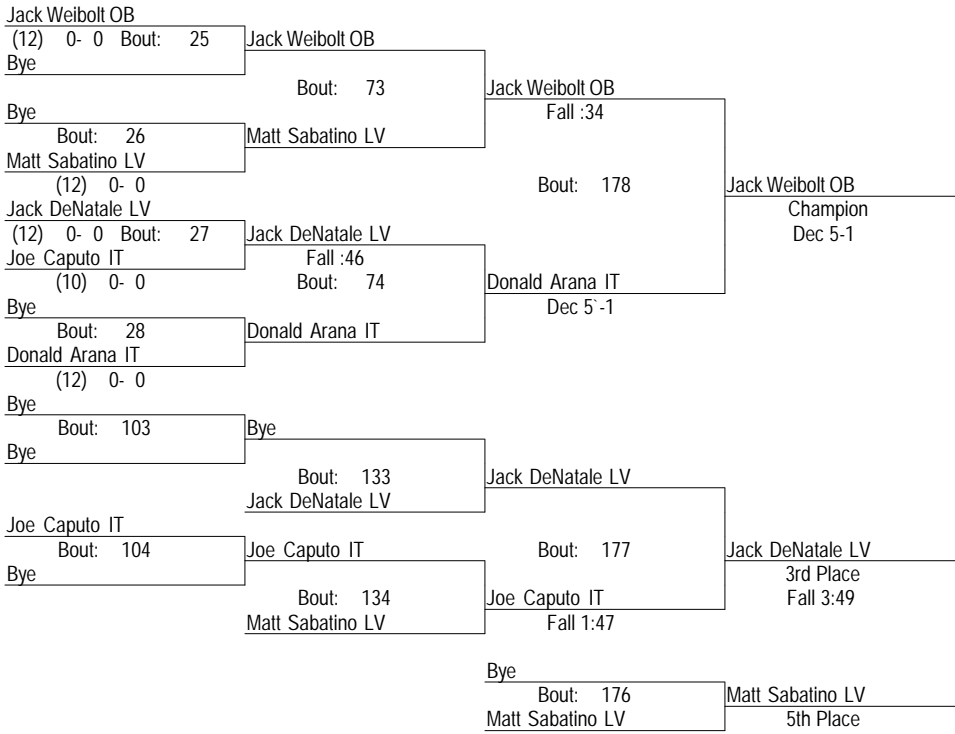 Jack Weibolt OB
(12) 0- 0 Bout: 25 Jack Weibolt OB
Bye
Bout: 73 Jack Weibolt OB
Bye Fall :34
Bout: 26 Matt Sabatino LV
Matt Sabatino LV
(12) 0- 0 Bout: 178 Jack Weibolt OB
Jack DeNatale LV Champion
(12) 0- 0 Bout: 27 Jack DeNatale LV Dec 5-1
Joe Caputo IT Fall :46
(10) 0- 0 Bout: 74 Donald Arana IT
Bye Dec 5`-1
Bout: 28 Donald Arana IT
Donald Arana IT
(12) 0- 0
Bye
Bout: 103 Bye
Bye
Bout: 133 Jack DeNatale LV
Jack DeNatale LV
Joe Caputo IT
Bout: 104 Joe Caputo IT Bout: 177 Jack DeNatale LV
Bye 3rd Place
Bout: 134 Joe Caputo IT Fall 3:49
Matt Sabatino LV Fall 1:47
Bye
Bout: 176 Matt Sabatino LV
Matt Sabatino LV 5th Place